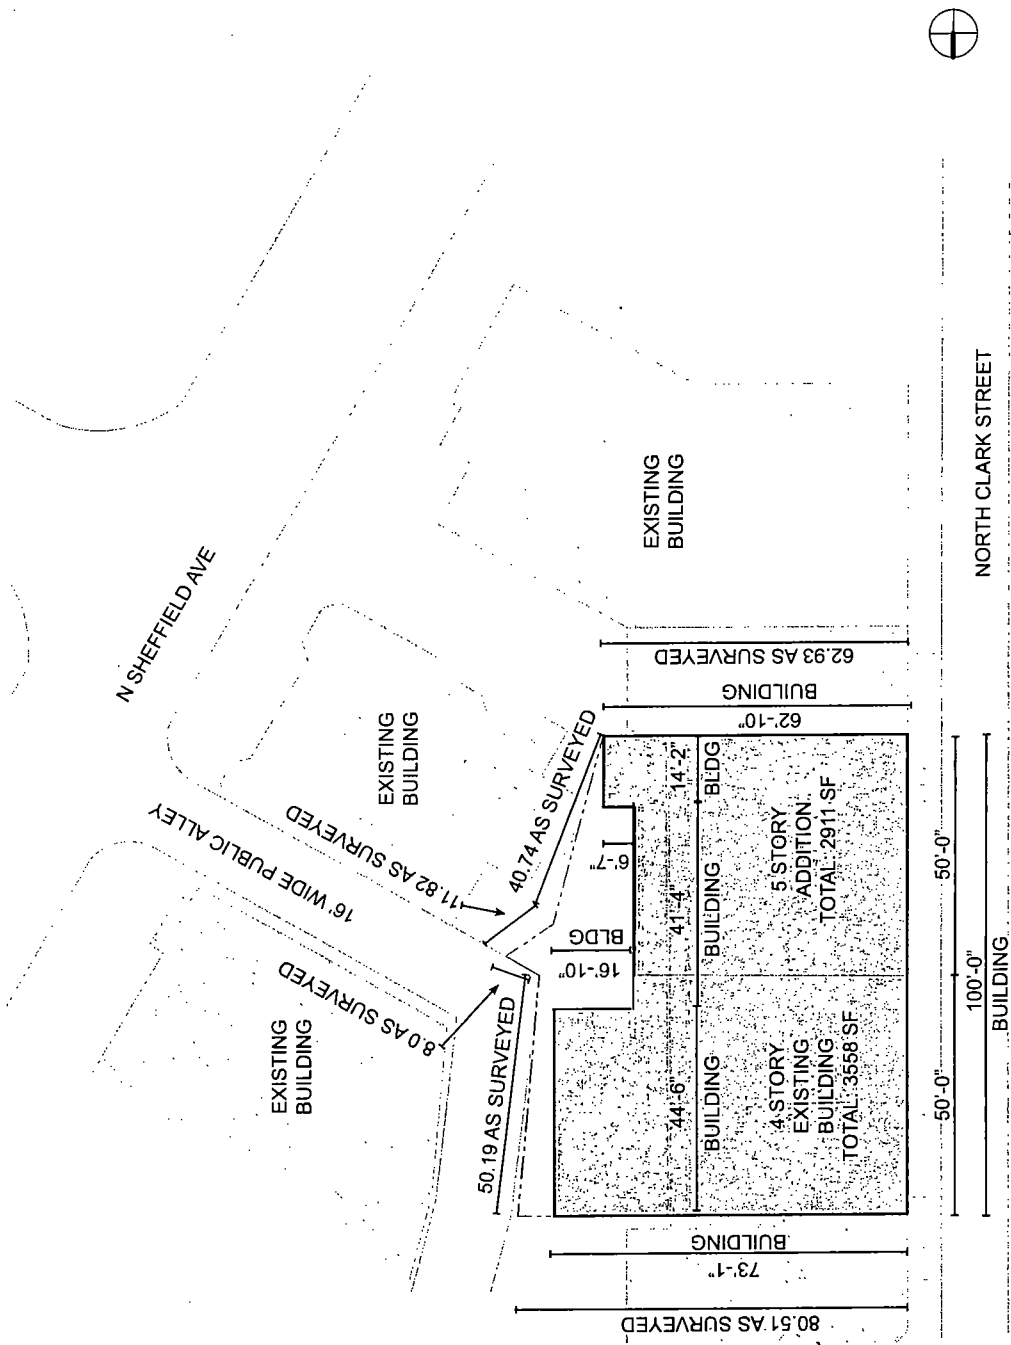 N SHEFFIELD AVE
EXISTING
BUILDING
NORTH CLARK STREET
EXISTING
BUILDING
16' WIDE PUBLIC ALLEY
11.82 AS SURVEYED
8.0 AS SURVEYED
EXISTING
BUILDING
40.74 AS SURVEYED
50.19 AS SURVEYED
62.93 AS SURVEYED
BUILDING
62'-10"
14'-2"
BLDG
6'-7"
41'-4"
BUILDING
BLDG
16'-10"
44'-6"
BUILDING
5 STORY
ADDITION
TOTAL: 2911 SF
4 STORY
EXISTING
BUILDING
TOTAL: 3558 SF
50'-0"
50'-0"
100'-0"
BUILDING
BUILDING
73'-1"
80.51 AS SURVEYED